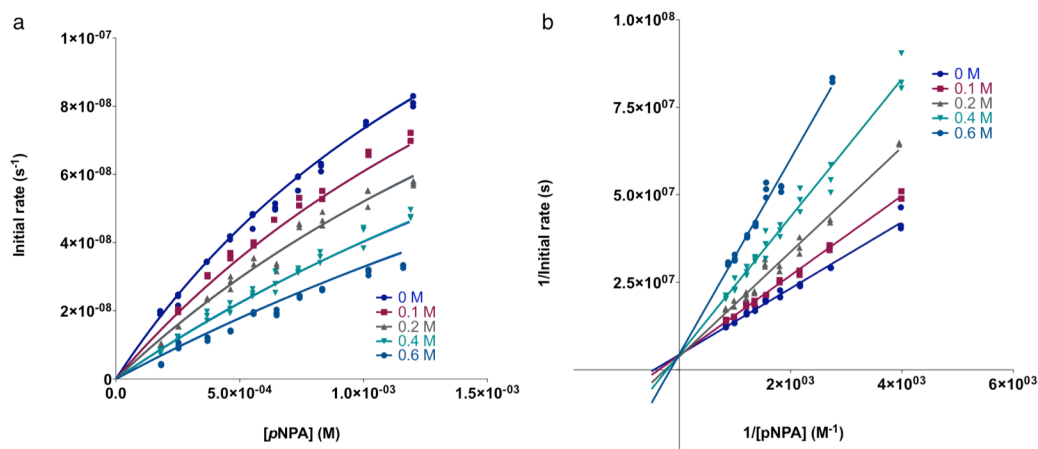 a
1×10⁻⁰⁷
8×10⁻⁰⁸
6×10⁻⁰⁸
4×10⁻⁰⁸
2×10⁻⁰⁸
0
0.0
5.0×10⁻⁰⁴
1.0×10⁻⁰³
1.5×10⁻⁰³
Initial rate (s⁻¹)
[pNPA] (M)
0 M
0.1 M
0.2 M
0.4 M
0.6 M
b
1.0×10⁰⁸
7.5×10⁰⁷
5.0×10⁰⁷
2.5×10⁰⁷
2×10⁰³
4×10⁰³
6×10⁰³
1/Initial rate (s)
1/[pNPA] (M⁻¹)
0 M
0.1 M
0.2 M
0.4 M
0.6 M